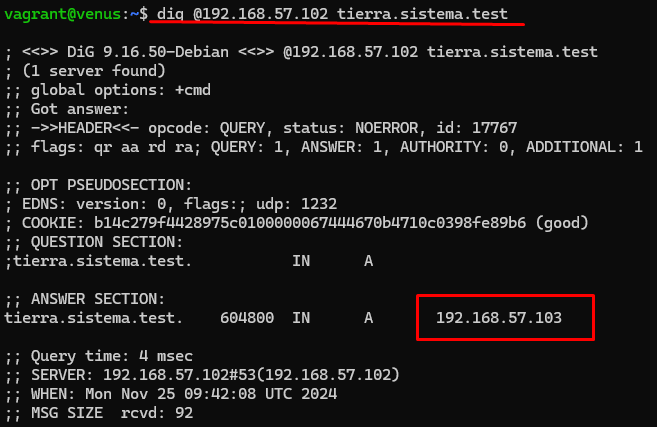 vagrant@venus:~$ dig @192.168.57.102 tierra.sistema.test
; <<>> DiG 9.16.50-Debian <<>> @192.168.57.102 tierra.sistema.test
; (1 server found)
;; global options: +cmd
;; Got answer:
;; ->>HEADER<<- opcode: QUERY, status: NOERROR, id: 17767
;; flags: qr aa rd ra; QUERY: 1, ANSWER: 1, AUTHORITY: 0, ADDITIONAL: 1
;; OPT PSEUDOSECTION:
; EDNS: version: 0, flags:; udp: 1232
; COOKIE: b14c279f4428975c0100000067444670b4710c0398fe89b6 (good)
;; QUESTION SECTION:
;tierra.sistema.test. IN A
;; ANSWER SECTION:
tierra.sistema.test. 604800 IN A 192.168.57.103
;; Query time: 4 msec
;; SERVER: 192.168.57.102#53(192.168.57.102)
;; WHEN: Mon Nov 25 09:42:08 UTC 2024
;; MSG SIZE rcvd: 92